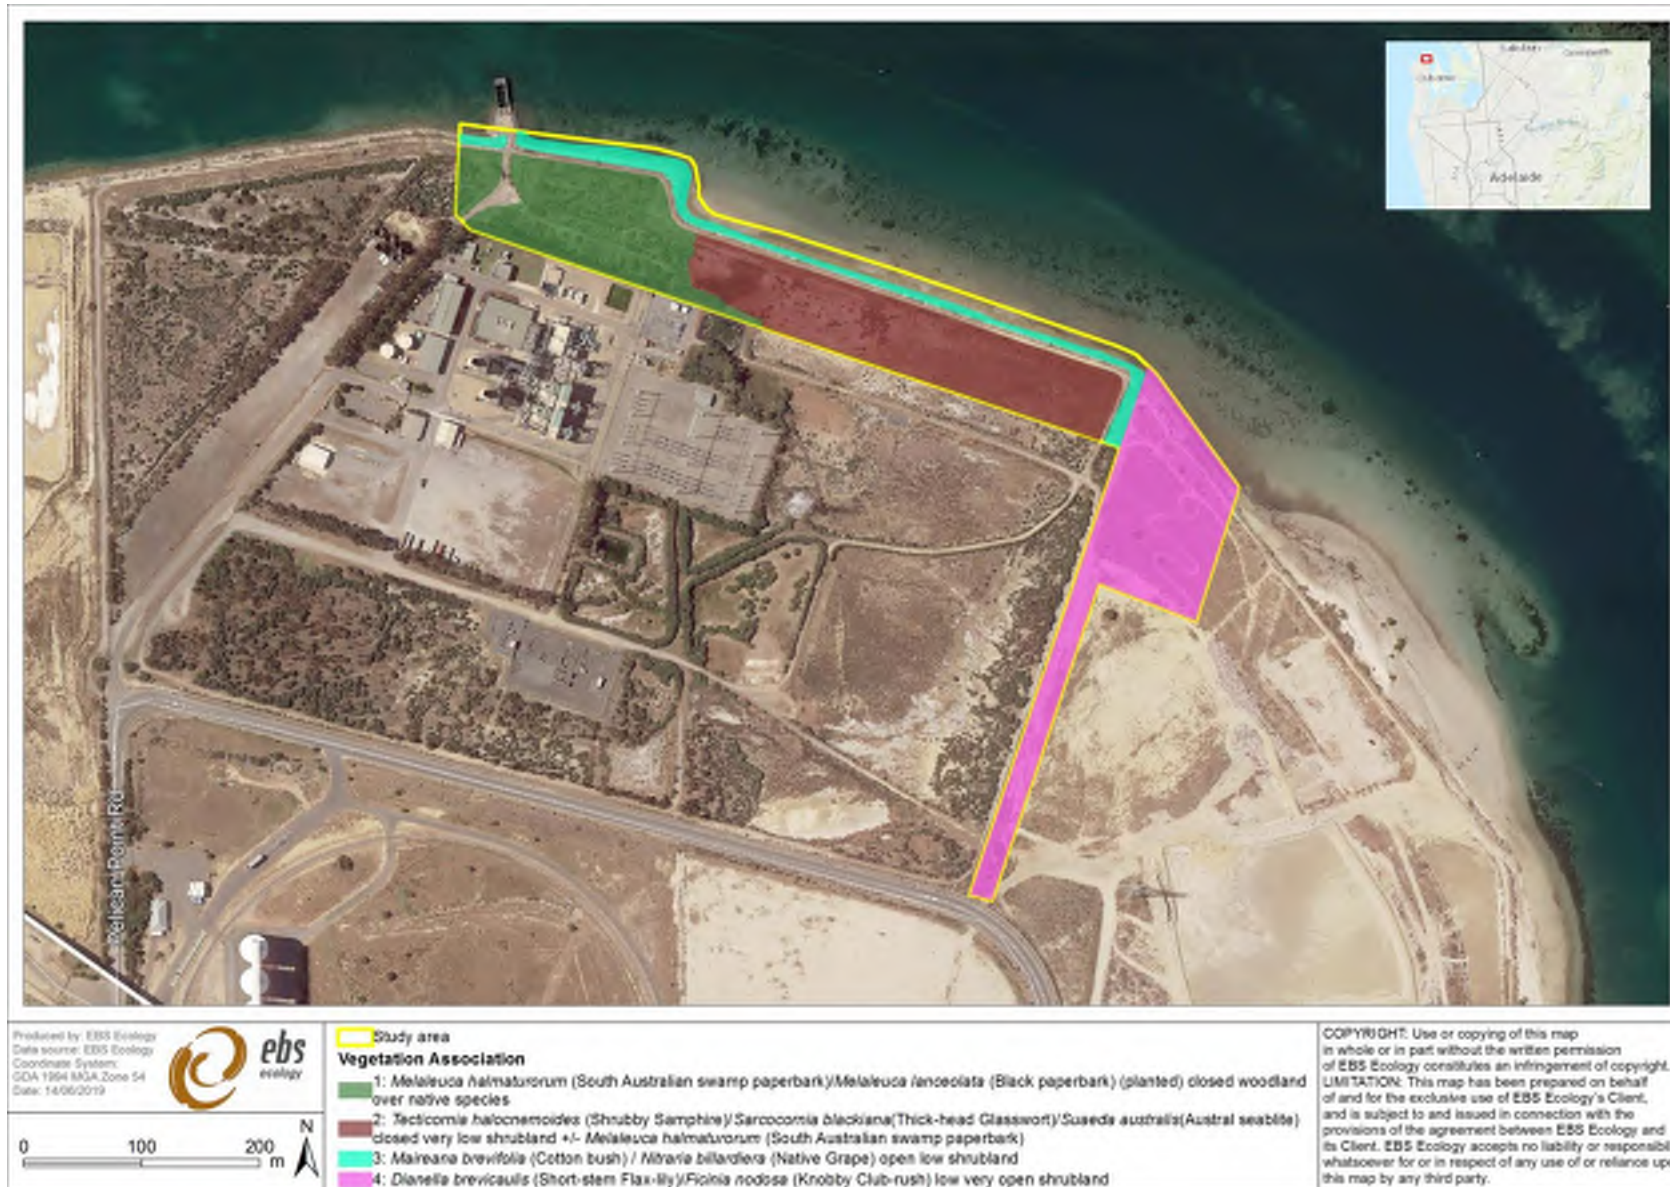 Adelaide
Pelican Point Rd
Produced by: EBS Ecology
Data source: EBS Ecology
Coordinate System:
GDA 1994 MGA Zone 54
Date: 14/06/2019
ebs
ecology
0 100 200
m
N
Study area
Vegetation Association
1: Melaleuca halmaturorum (South Australian swamp paperbark)/Melaleuca lanceolata (Black paperbark) (planted) closed woodland
over native species
2: Tecticornia halocnemoides (Shrubby Samphire)/Sarcocornia blackiana(Thick-head Glasswort)/Suaeda australis(Austral seablite)
closed very low shrubland +/- Melaleuca halmaturorum (South Australian swamp paperbark)
3: Maireana brevifolia (Cotton bush) / Nitraria billardiera (Native Grape) open low shrubland
4: Dianella brevicaulis (Short-stem Flax-lily)/Ficinia nodosa (Knobby Club-rush) low very open shrubland
COPYRIGHT: Use or copying of this map
in whole or in part without the written permission
of EBS Ecology constitutes an infringement of copyright.
LIMITATION: This map has been prepared on behalf
of and for the exclusive use of EBS Ecology's Client,
and is subject to and issued in connection with the
provisions of the agreement between EBS Ecology and
its Client. EBS Ecology accepts no liability or responsibil
whatsoever for or in respect of any use of or reliance upo
this map by any third party.